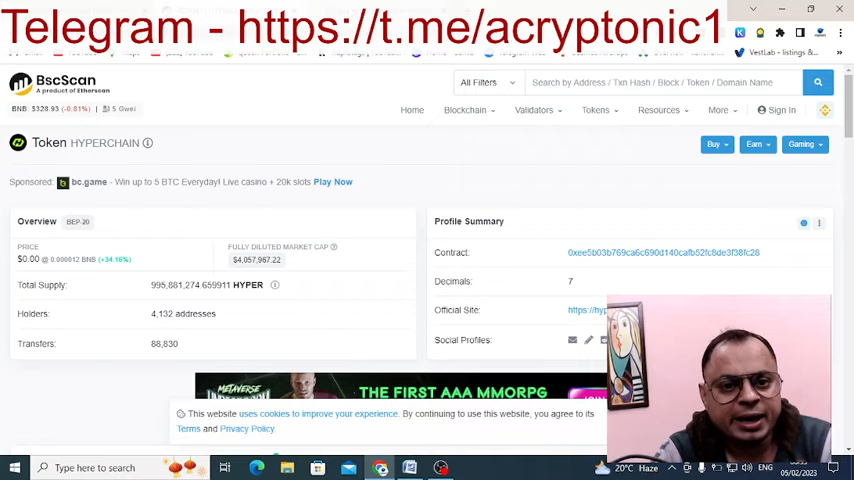 Telegram - https://t.me/acryptonic1
VestLab - listings &
BscScan
A product of Etherscan
All Filters
Search by Address / Txn Hash / Block / Token / Domain Name
BNB: $328.93 (-0.81%) 5 Gwei
Home Blockchain Validators Tokens Resources More Sign In
Token HYPERCHAIN
Buy Earn Gaming
Sponsored: bc.game - Win up to 5 BTC Everyday! Live casino + 20k slots Play Now
Overview BEP-20
Profile Summary
PRICE
FULLY DILUTED MARKET CAP
$0.00 @ 0.000012 BNB (+34.16%)
$4,057,967.22
Contract: 0xee5b03b769ca6c690d140cafb52fc8de3f38fc28
Total Supply: 995,881,274.659911 HYPER
Decimals: 7
Holders: 4,132 addresses
Official Site: https://hyp
Transfers: 88,830
Social Profiles:
METAVERSE
THE FIRST AAA MMORPG
This website uses cookies to improve your experience. By continuing to use this website, you agree to its
Terms and Privacy Policy.
Type here to search
20°C Haze
ENG
05/02/2023